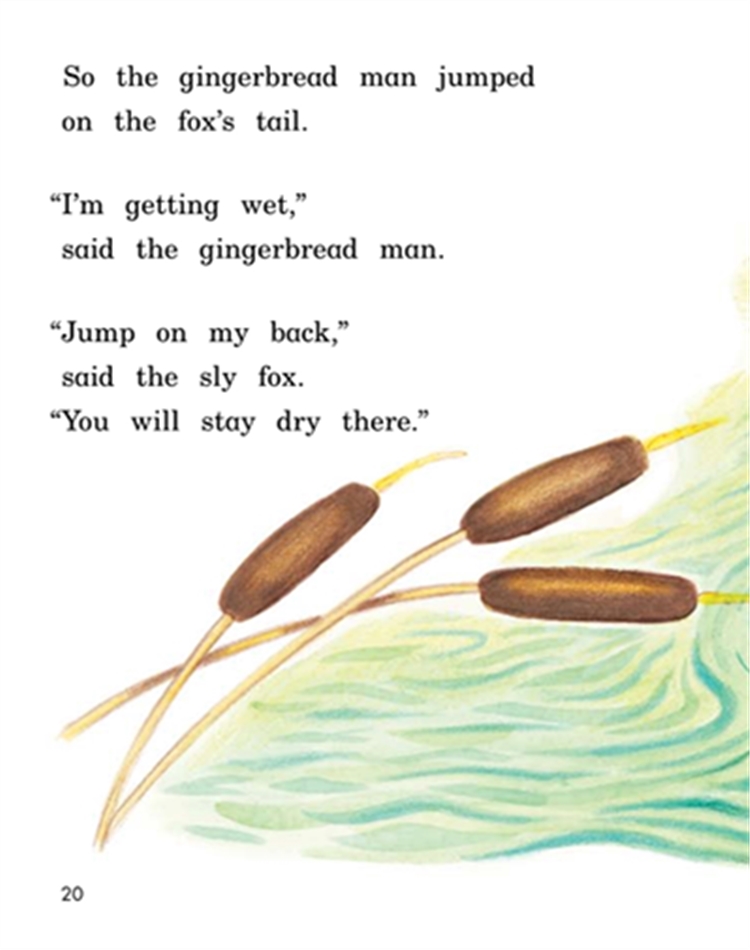 So the gingerbread man jumped
on the fox’s tail.
“I’m getting wet,”
said the gingerbread man.
“Jump on my back,”
said the sly fox.
“You will stay dry there.”
20